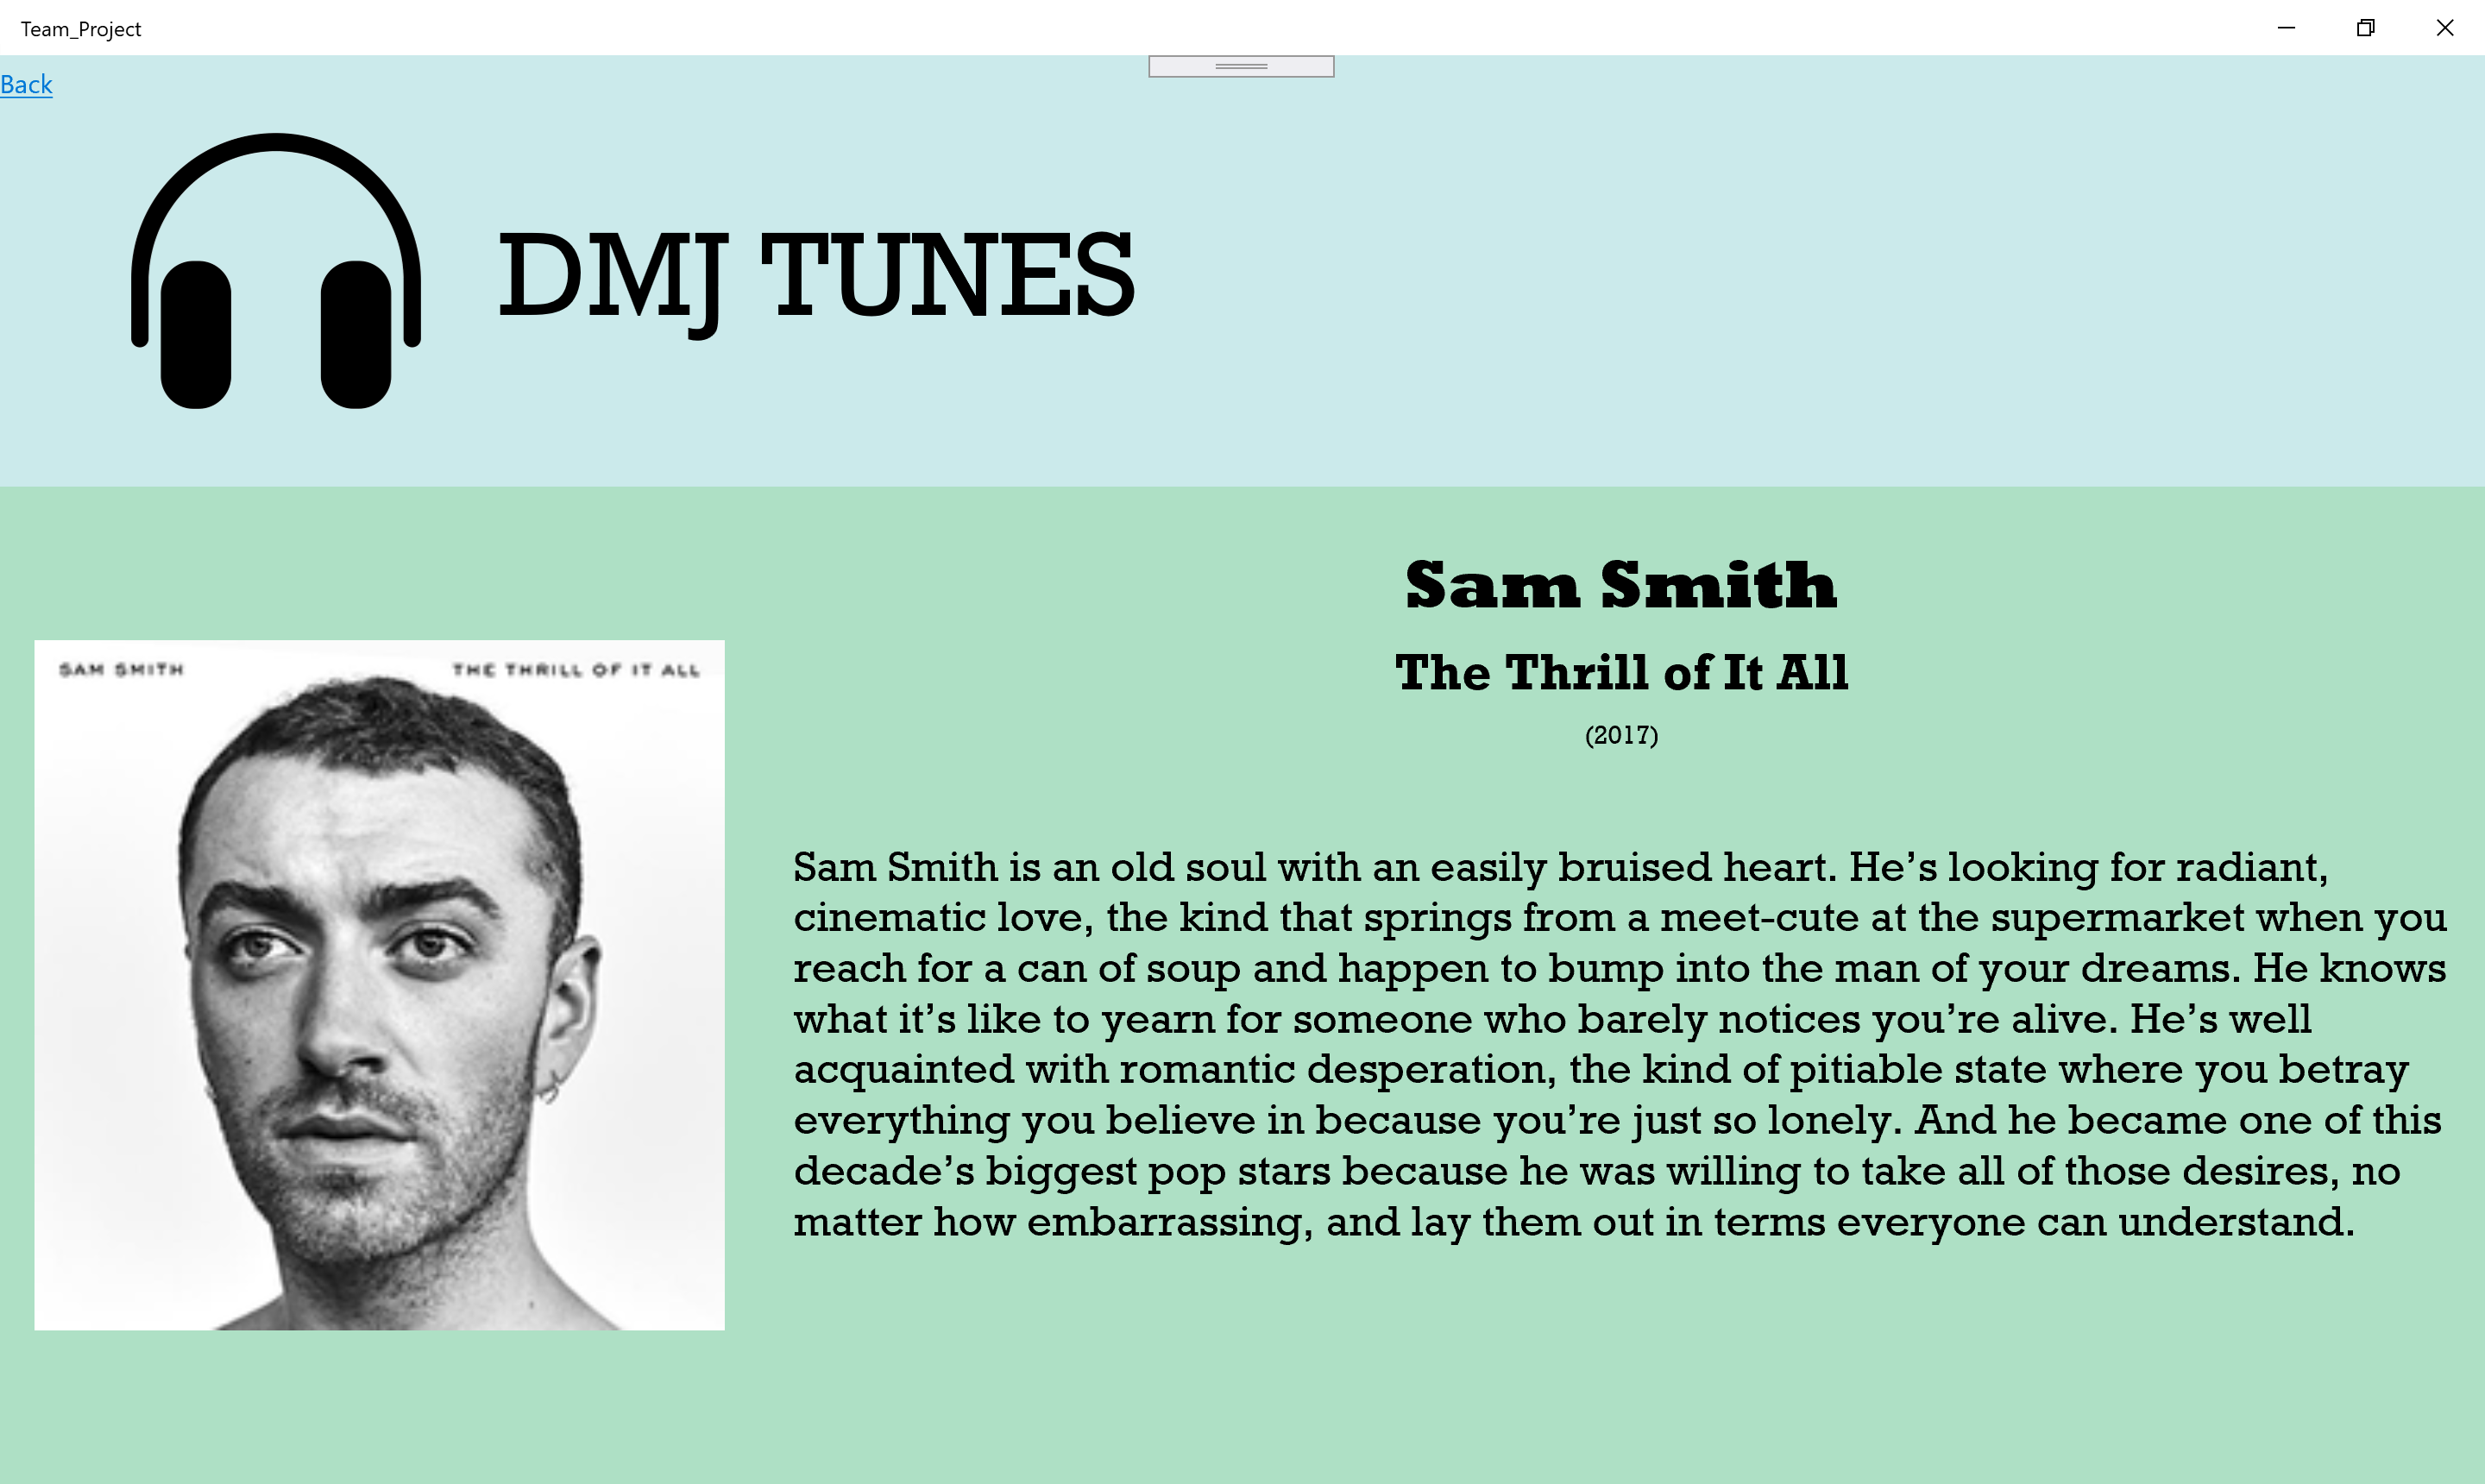 Team_Project
Back
DMJ TUNES
Sam Smith
The Thrill of It All
(2017)
SAM SMITH THE THRILL OF IT ALL
Sam Smith is an old soul with an easily bruised heart. He’s looking for radiant,
cinematic love, the kind that springs from a meet-cute at the supermarket when you
reach for a can of soup and happen to bump into the man of your dreams. He knows
what it’s like to yearn for someone who barely notices you’re alive. He’s well
acquainted with romantic desperation, the kind of pitiable state where you betray
everything you believe in because you’re just so lonely. And he became one of this
decade’s biggest pop stars because he was willing to take all of those desires, no
matter how embarrassing, and lay them out in terms everyone can understand.